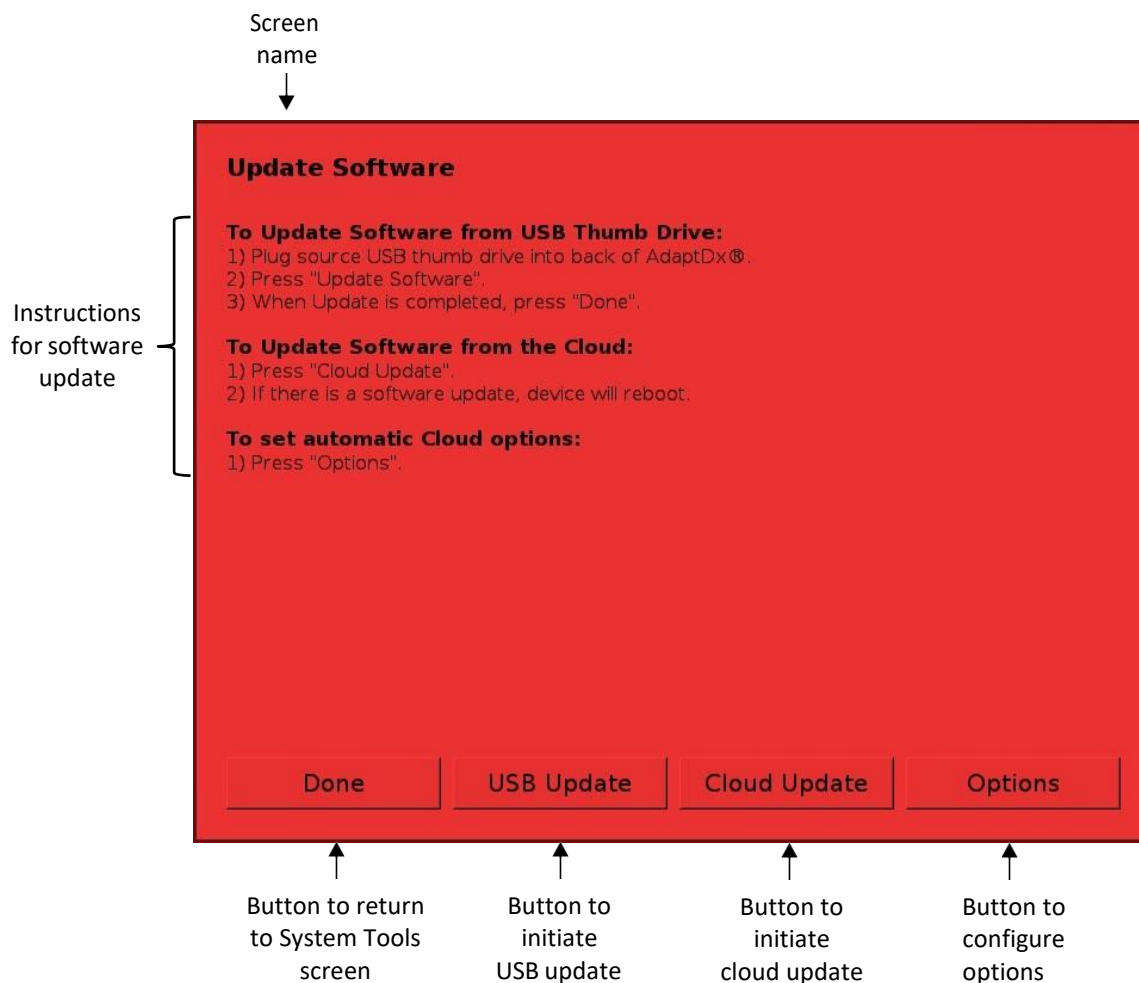 Screen
name
Update Software
To Update Software from USB Thumb Drive:
1) Plug source USB thumb drive into back of AdaptDx®.
2) Press "Update Software".
3) When Update is completed, press "Done".
Instructions
for software
update
To Update Software from the Cloud:
1) Press "Cloud Update".
2) If there is a software update, device will reboot.
To set automatic Cloud options:
1) Press "Options".
Done
USB Update
Cloud Update
Options
Button to return
to System Tools
screen
Button to
initiate
USB update
Button to
initiate
cloud update
Button to
configure
options